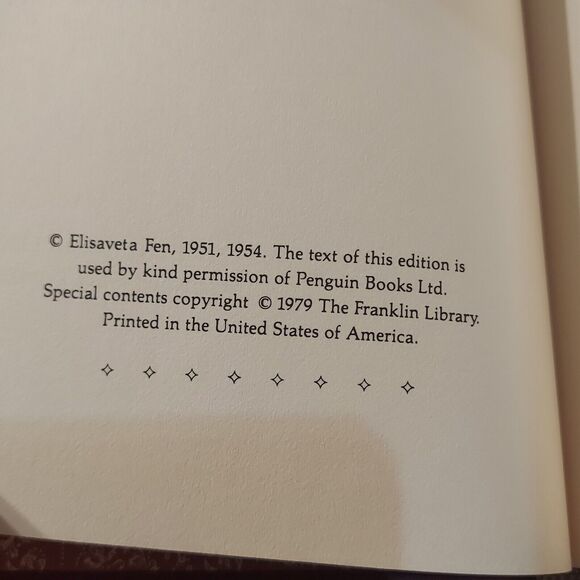 © Elisaveta Fen, 1951, 1954. The text of this edition is
used by kind permission of Penguin Books Ltd.
Special contents copyright © 1979 The Franklin Library.
Printed in the United States of America.